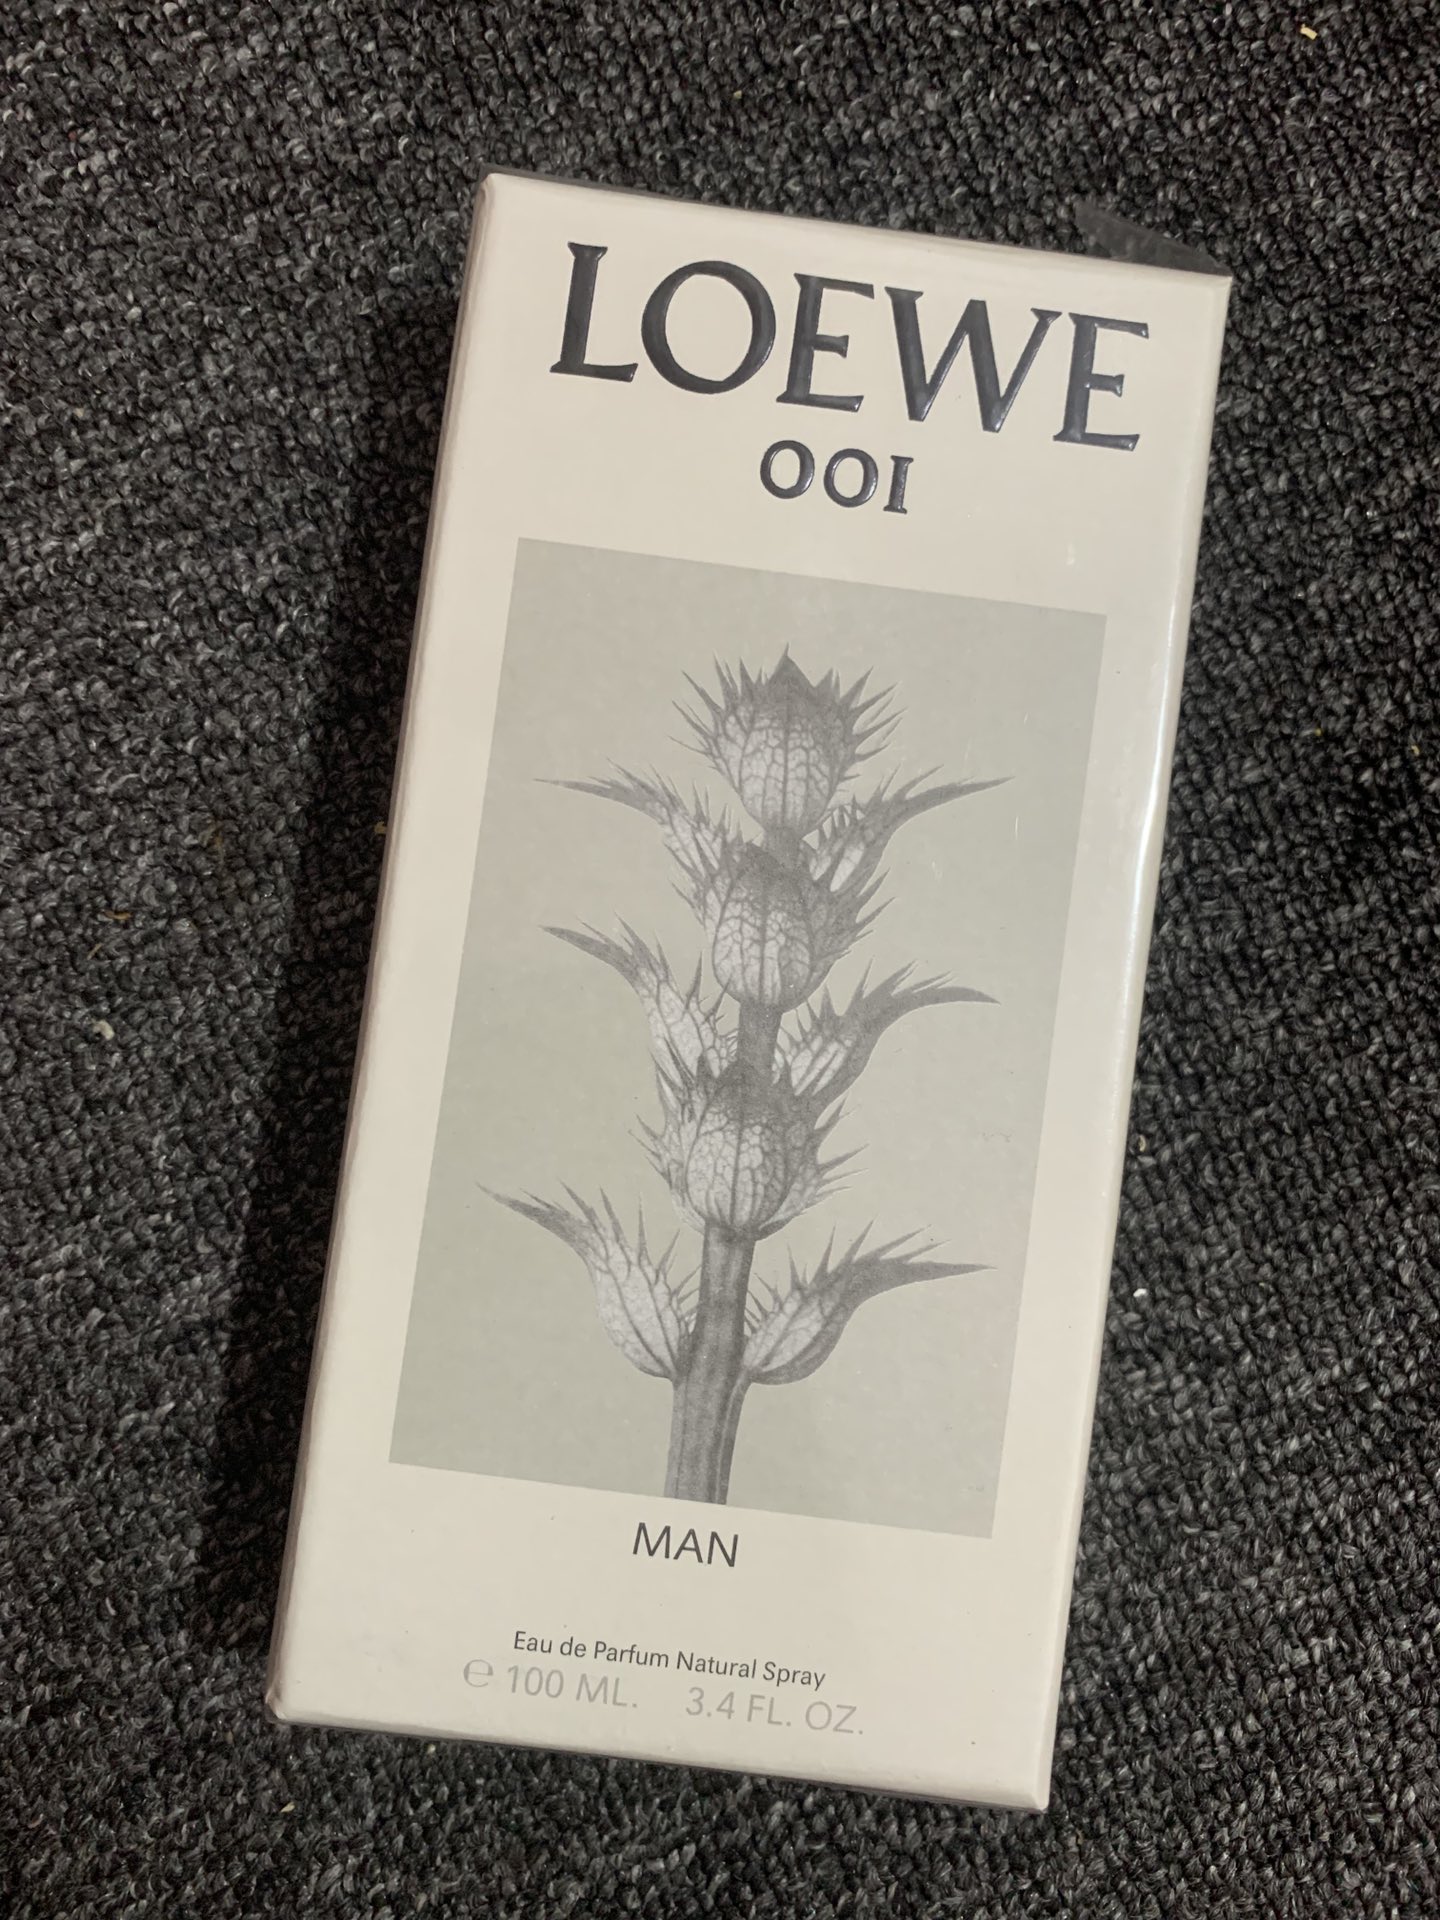 LOEWE
001
MAN
Eau de Parfum Natural Spray
℮ 100 ML. 3.4 FL. OZ.